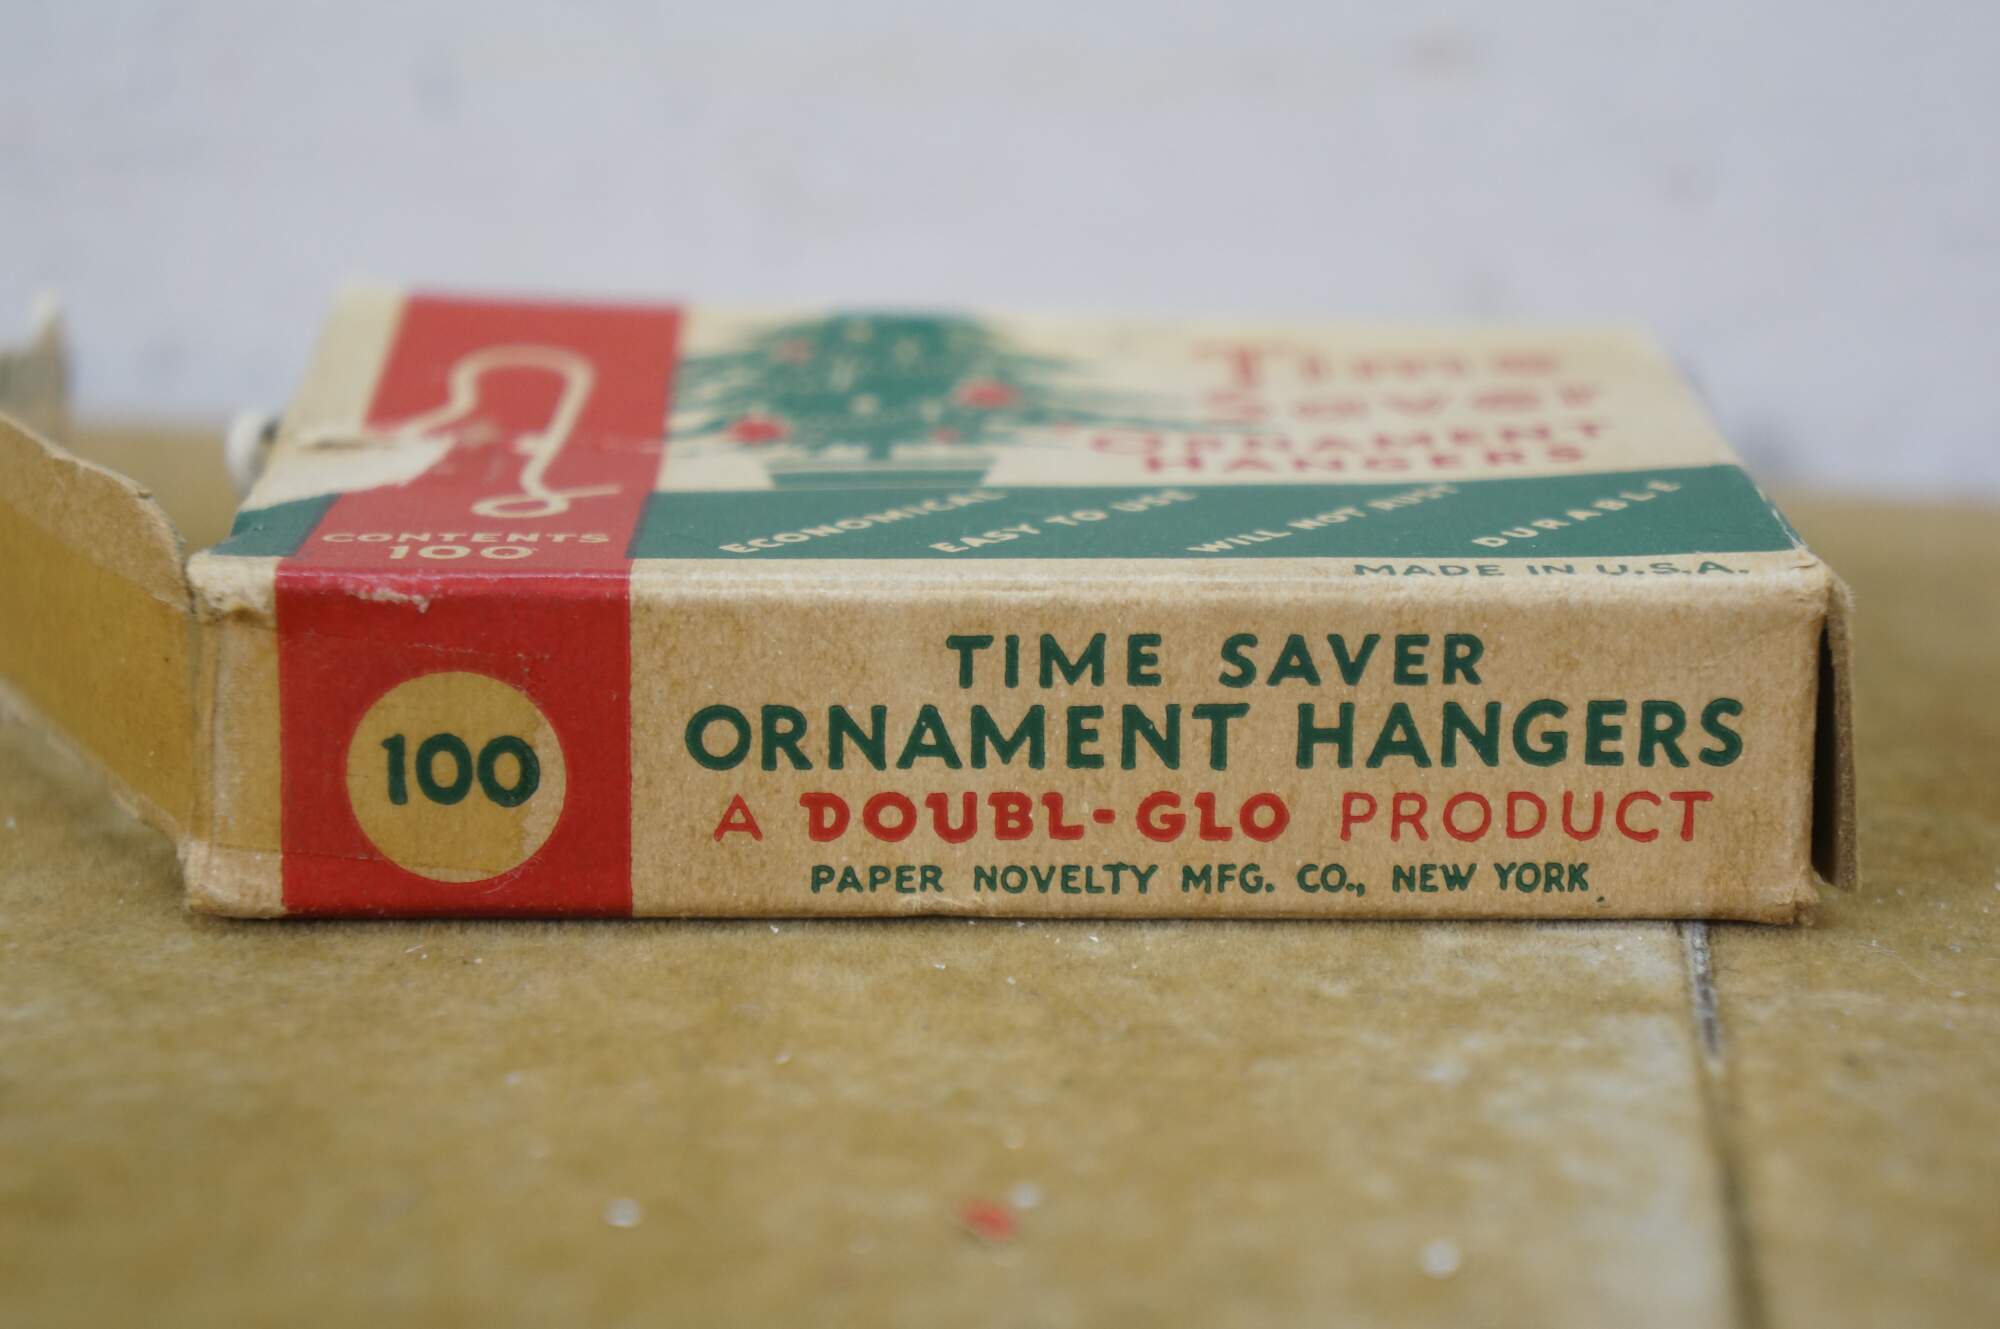 Time
Saver
ORNAMENT
HANGERS
CONTENTS
100
ECONOMICAL
EASY TO USE
WILL NOT RUST
DURABLE
MADE IN U.S.A.
100
TIME SAVER
ORNAMENT HANGERS
A DOUBL-GLO PRODUCT
PAPER NOVELTY MFG. CO., NEW YORK